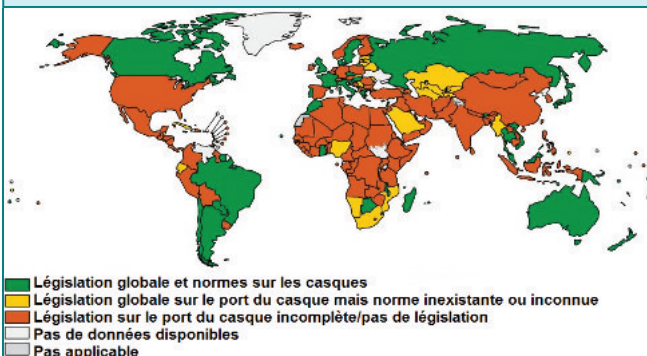 Législation globale et normes sur les casques
Législation globale sur le port du casque mais norme inexistante ou inconnue
Législation sur le port du casque incomplète/pas de législation
Pas de données disponibles
Pas applicable